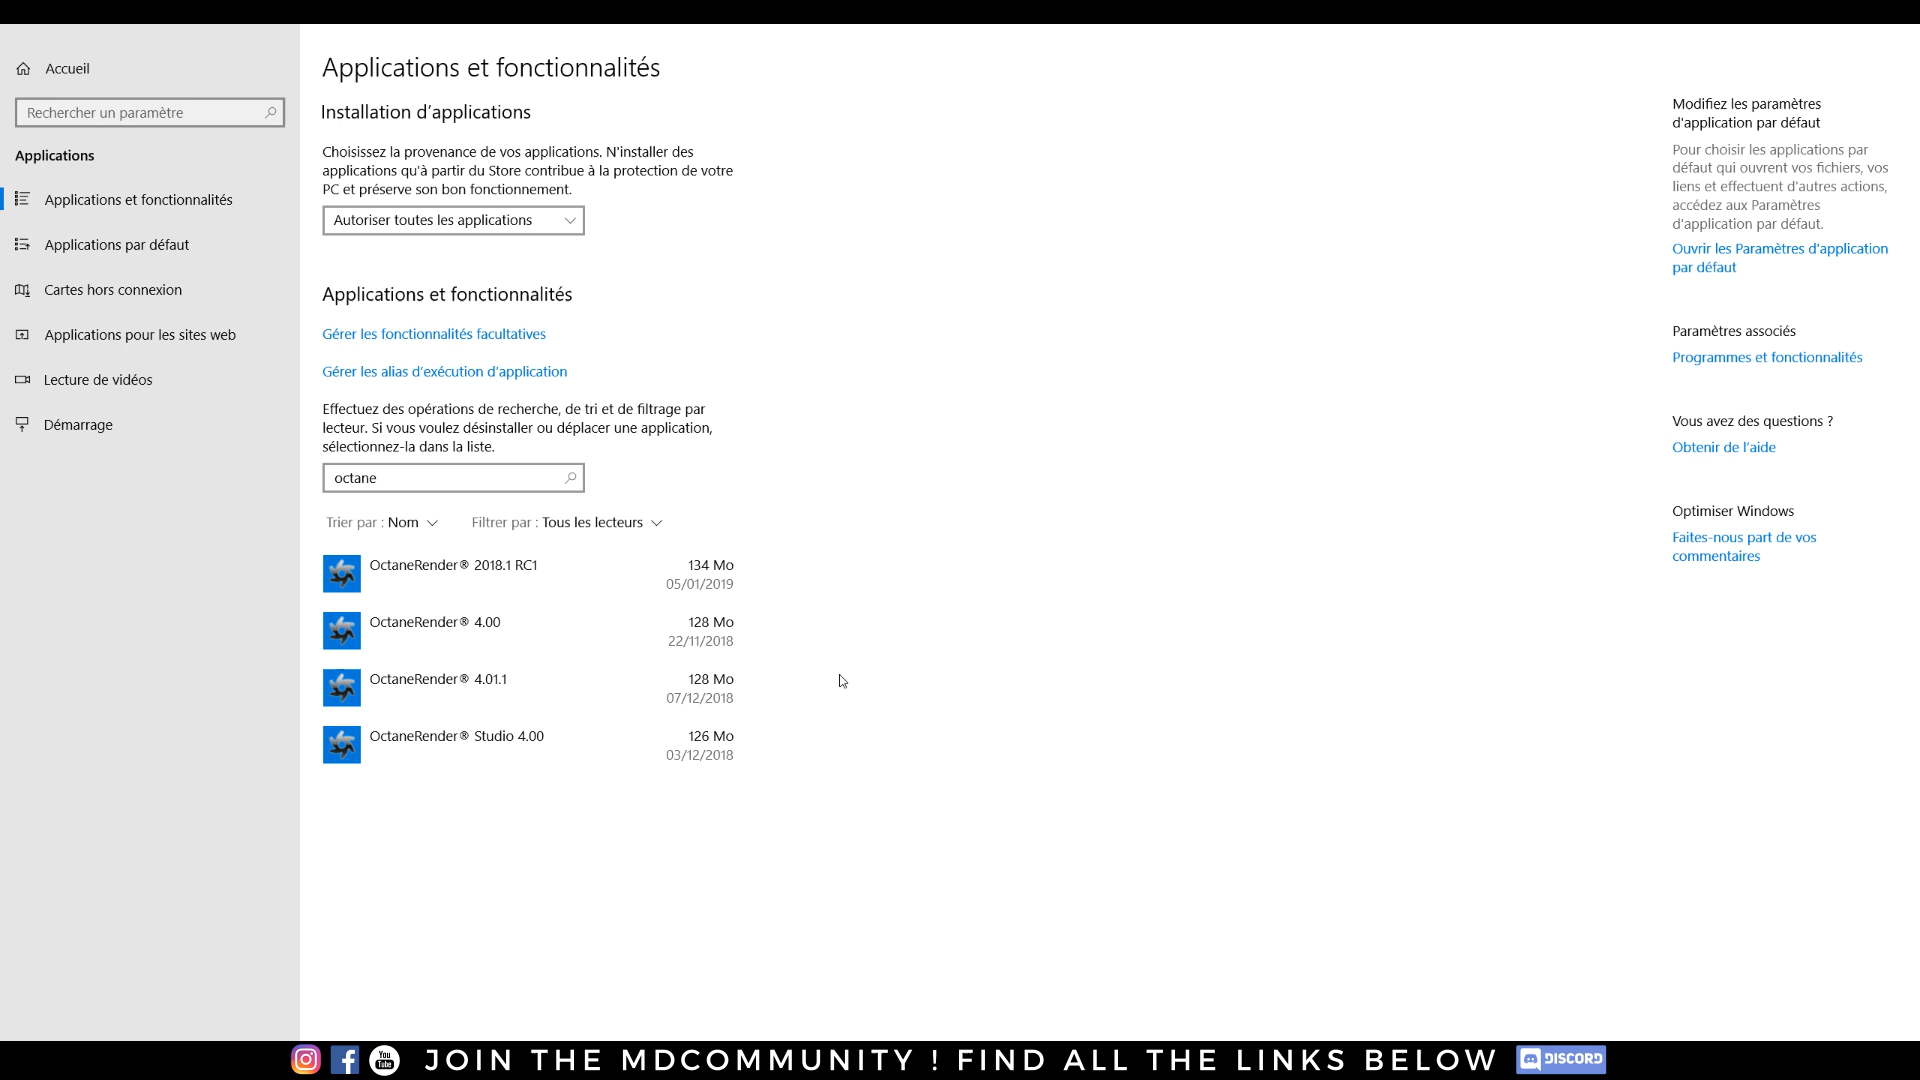 Accueil
Rechercher un paramètre
Applications
Applications et fonctionnalités
Applications par défaut
Cartes hors connexion
Applications pour les sites web
Lecture de vidéos
Démarrage
Applications et fonctionnalités
Installation d'applications
Choisissez la provenance de vos applications. N'installer des
applications qu'à partir du Store contribue à la protection de votre
PC et préserve son bon fonctionnement.
Autoriser toutes les applications
Applications et fonctionnalités
Gérer les fonctionnalités facultatives
Gérer les alias d'exécution d'application
Effectuez des opérations de recherche, de tri et de filtrage par
lecteur. Si vous voulez désinstaller ou déplacer une application,
sélectionnez-la dans la liste.
octane
Trier par : Nom Filtrer par : Tous les lecteurs
OctaneRender® 2018.1 RC1 134 Mo
05/01/2019
OctaneRender® 4.00 128 Mo
22/11/2018
OctaneRender® 4.01.1 128 Mo
07/12/2018
OctaneRender® Studio 4.00 126 Mo
03/12/2018
Modifiez les paramètres
d'application par défaut
Pour choisir les applications par
défaut qui ouvrent vos fichiers, vos
liens et effectuent d'autres actions,
accédez aux Paramètres
d'application par défaut.
Ouvrir les Paramètres d'application
par défaut
Paramètres associés
Programmes et fonctionnalités
Vous avez des questions ?
Obtenir de l'aide
Optimiser Windows
Faites-nous part de vos
commentaires
You Tube JOIN THE MDCOMMUNITY ! FIND ALL THE LINKS BELOW DISCORD